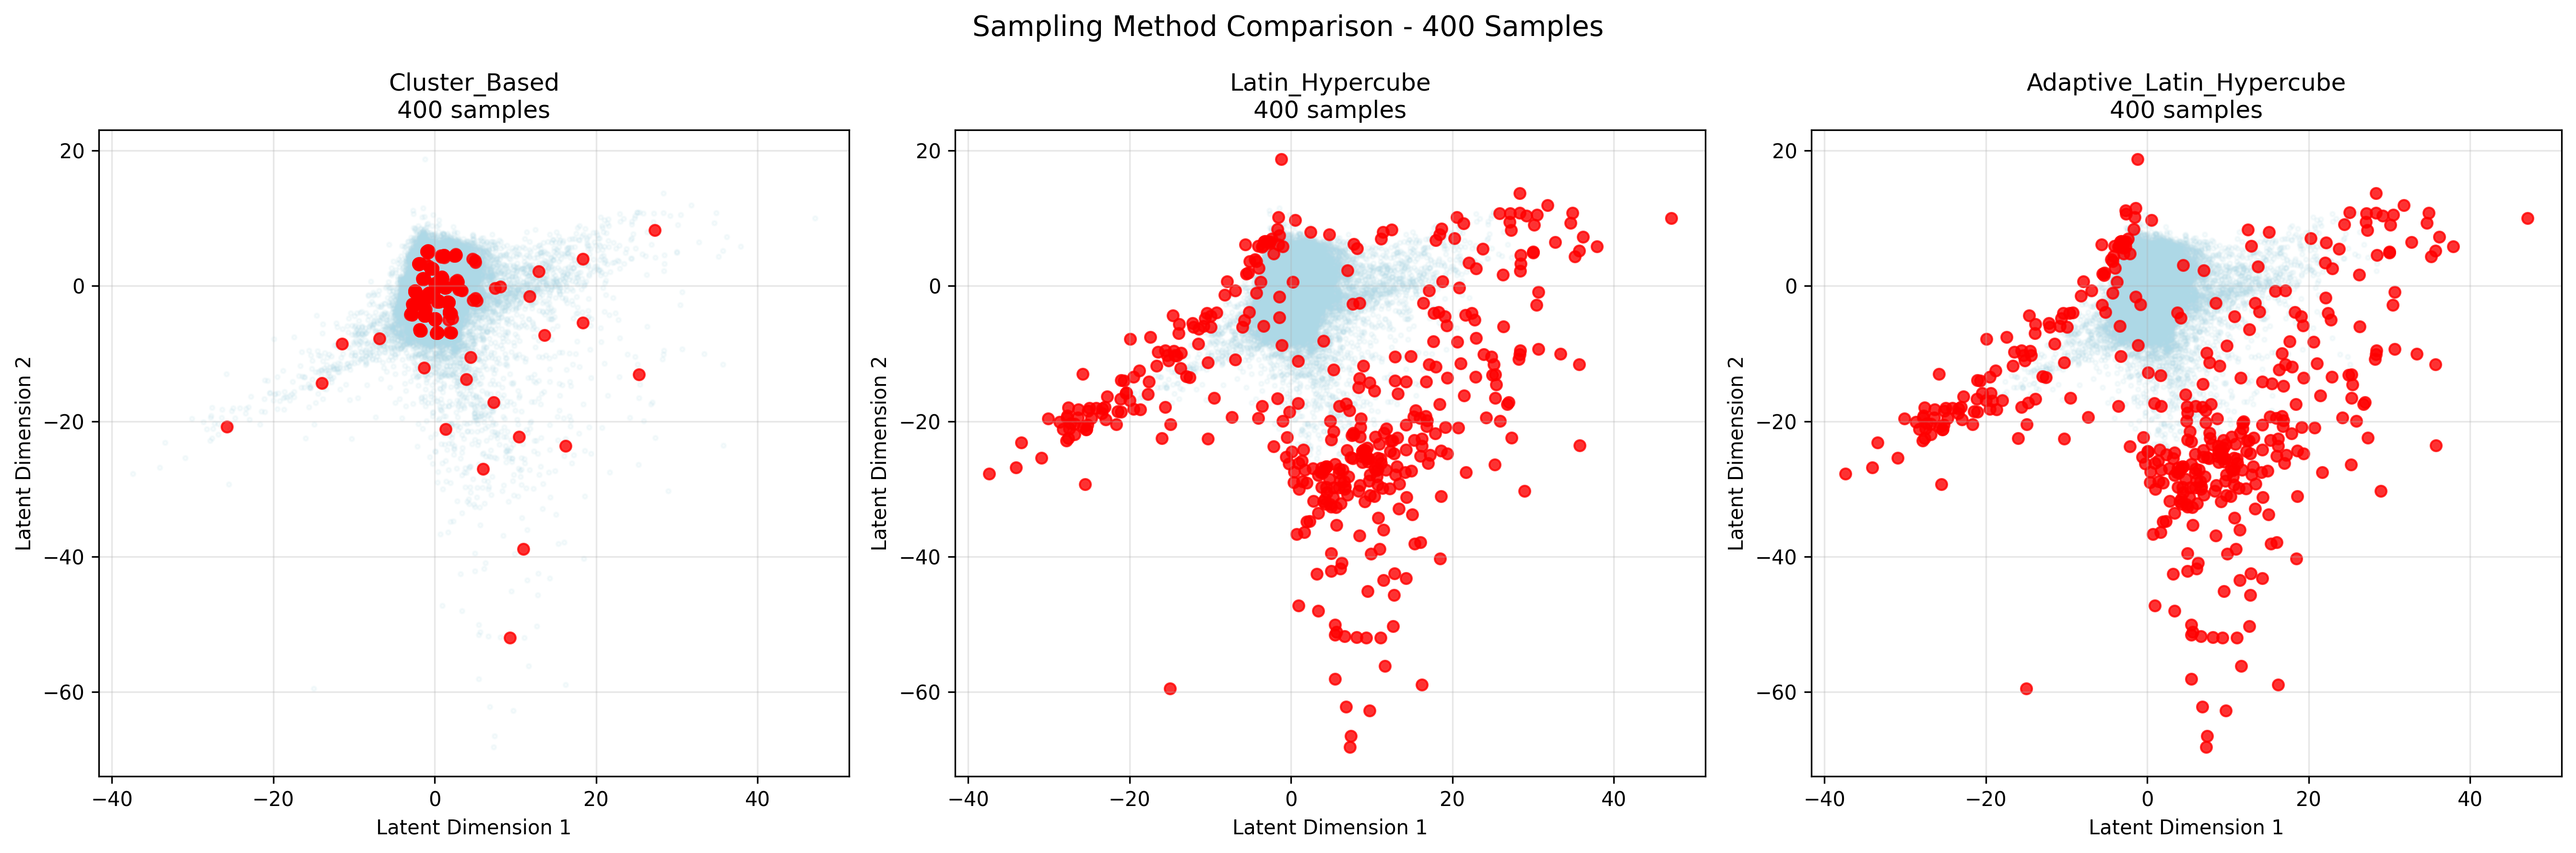 Sampling Method Comparison - 400 Samples
Cluster_Based
400 samples
20
0
−20
−40
−60
−40
−20
0
20
40
Latent Dimension 1
Latent Dimension 2
Latin_Hypercube
400 samples
20
0
−20
−40
−60
−40
−20
0
20
40
Latent Dimension 1
Latent Dimension 2
Adaptive_Latin_Hypercube
400 samples
20
0
−20
−40
−60
−40
−20
0
20
40
Latent Dimension 1
Latent Dimension 2